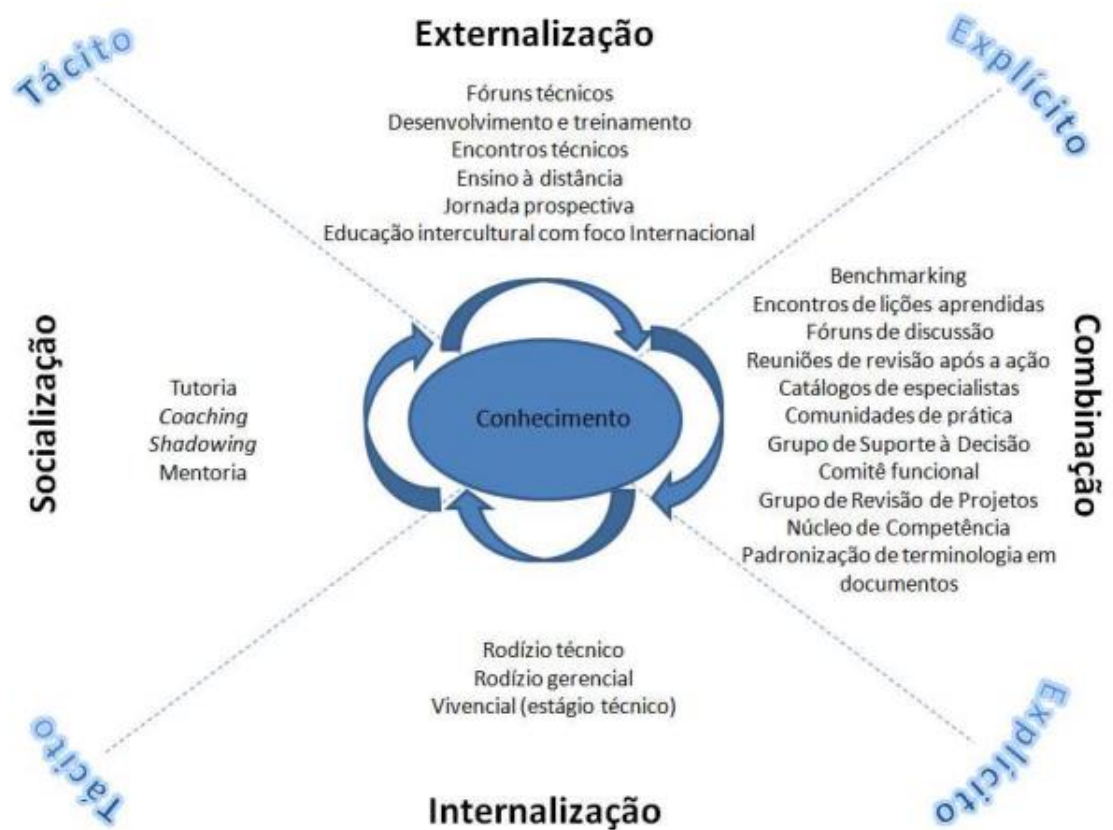 Externalização
Tácito
Explícito
Fóruns técnicos
Desenvolvimento e treinamento
Encontros técnicos
Ensino à distância
Jornada prospectiva
Educação intercultural com foco Internacional
Socialização
Tutoria
Coaching
Shadowing
Mentoria
Conhecimento
Benchmarking
Encontros de lições aprendidas
Fóruns de discussão
Reuniões de revisão após a ação
Catálogos de especialistas
Comunidades de prática
Grupo de Suporte à Decisão
Comitê funcional
Grupo de Revisão de Projetos
Núcleo de Competência
Padronização de terminologia em
documentos
Combinação
Rodízio técnico
Rodízio gerencial
Vivencial (estágio técnico)
Tácito
Explícito
Internalização